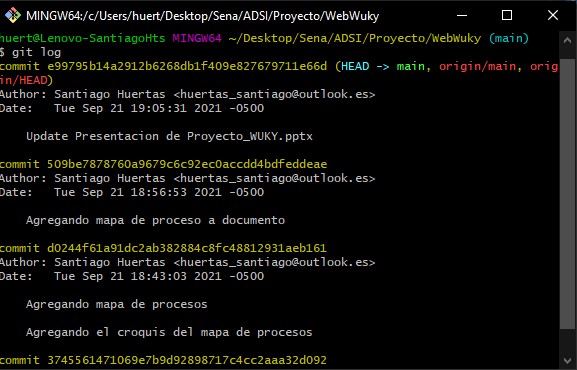 MINGW64:/c/Users/huert/Desktop/Sena/ADSI/Proyecto/WebWuky
huert@Lenovo-SantiagoHts MINGW64 ~/Desktop/Sena/ADSI/Proyecto/WebWuky (main)
$ git log
commit e99795b14a2912b6268db1f409e827679711e66d (HEAD -> main, origin/main, orig
in/HEAD)
Author: Santiago Huertas <huertas_santiago@outlook.es>
Date:   Tue Sep 21 19:05:31 2021 -0500
    Update Presentacion de Proyecto_WUKY.pptx
commit 509be7878760a9679c6c92ec0accdd4bdfeddeae
Author: Santiago Huertas <huertas_santiago@outlook.es>
Date:   Tue Sep 21 18:56:53 2021 -0500
    Agregando mapa de proceso a documento
commit d0244f61a91dc2ab382884c8fc48812931aeb161
Author: Santiago Huertas <huertas_santiago@outlook.es>
Date:   Tue Sep 21 18:43:03 2021 -0500
    Agregando mapa de procesos
    Agregando el croquis del mapa de procesos
commit 3745561471069e7b9d92898717c4cc2aaa32d092